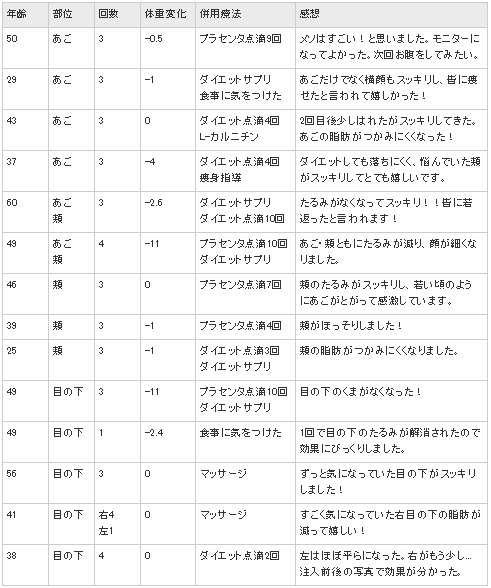 年齢 部位 回数 体重変化 併用療法 感想
50 あご 3 -0.5 プラセンタ点滴9回 メソはすごい！と思いました。モニターに
なってよかった。次回お腹をしてみたい。
29 あご 3 -1 ダイエットサプリ あごだけでなく横顔もスッキリし、皆に痩
食事に気をつけた せたと言われて嬉しかった！
43 あご 3 0 ダイエット点滴4回 2回目後少しはれたがスッキリしてきた。
L-カルニチン あごの脂肪がつかみにくくなった！
37 あご 3 -4 ダイエット点滴4回 ダイエットしても落ちにくく、悩んでいた頬
痩身指導 がスッキリしてとても嬉しいです。
60 あご 3 -2.6 ダイエットサプリ たるみがなくなってスッキリ！！皆に若
頬 ダイエット点滴10回 返ったと言われます！
49 あご 4 -11 プラセンタ点滴10回 あご・頬ともにたるみが減り、顔が細くな
頬 ダイエットサプリ りました。
46 頬 3 0 プラセンタ点滴7回 頬のたるみがスッキリし、若い頃のよう
にあごがとがって感激しています。
39 頬 3 -1 プラセンタ点滴4回 頬がほっそりしました！
25 頬 3 -1 ダイエット点滴3回 頬の脂肪がつかみにくくなりました。
ダイエットサプリ
49 目の下 3 -11 プラセンタ点滴10回 目の下のくまがなくなった！
ダイエットサプリ
49 目の下 1 -2.4 食事に気をつけた 1回で目の下のたるみが解消されたので
効果にびっくりしました。
56 目の下 3 0 マッサージ ずっと気になっていた目の下がスッキリ
しました！
41 目の下 右4 0 マッサージ すごく気になっていた右目の下の脂肪が
左1 減って嬉しい！
38 目の下 4 0 ダイエット点滴2回 左はほぼ平らになった。右がもう少し…
注入前後の写真で効果が分かった。